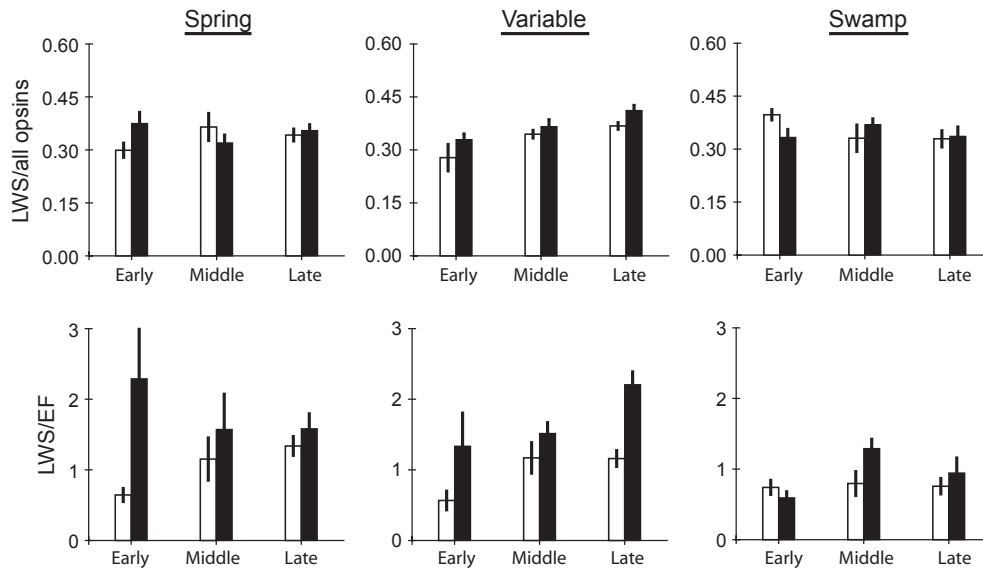 Spring Variable Swamp
LWS/all opsins
0.60 0.60 0.60
0.45 0.45 0.45
0.30 0.30 0.30
0.15 0.15 0.15
0.00 0.00 0.00
Early Middle Late Early Middle Late Early Middle Late
LWS/EF
3 3 3
2 2 2
1 1 1
0 0 0
Early Middle Late Early Middle Late Early Middle Late